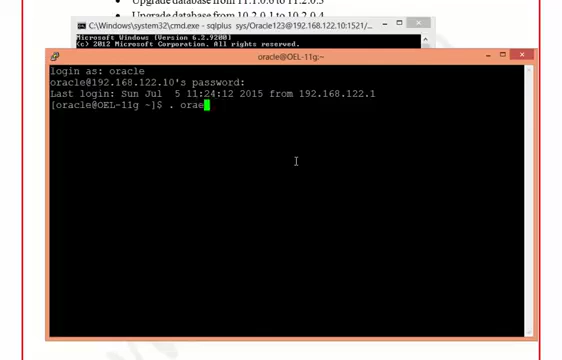 Upgrade database from 11.1.0.6 to 11.2.0.3
Upgrade database from 10.2.0.1 to 10.2.0.4
C:\Windows\system32\cmd.exe - sqlplus sys/Oracle123@192.168.122.10:1521/...
Microsoft Windows [Version 6.2.9200]
(c) 2012 Microsoft Corporation. All rights reserved.
oracle@OEL-11g:~
login as: oracle
oracle@192.168.122.10's password:
Last login: Sun Jul  5 11:24:12 2015 from 192.168.122.1
[oracle@OEL-11g ~]$ . orae